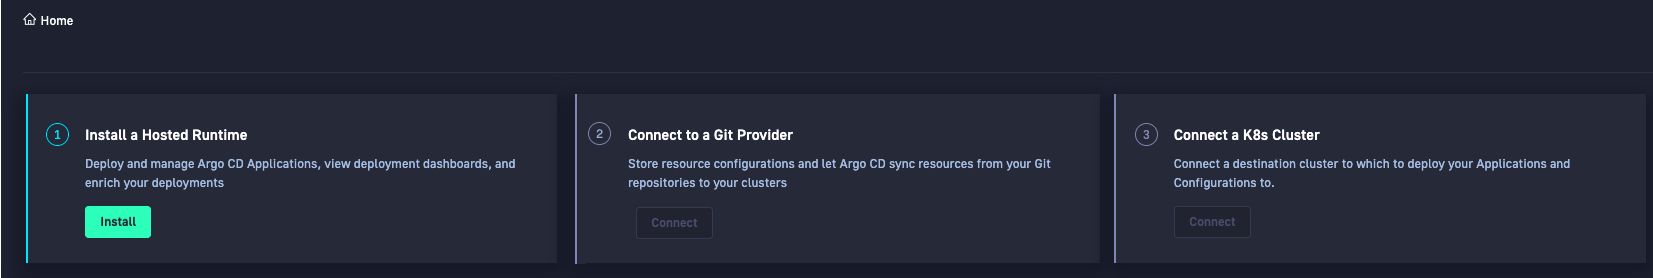 Home
1
Install a Hosted Runtime
Deploy and manage Argo CD Applications, view deployment dashboards, and
enrich your deployments
Install
2
Connect to a Git Provider
Store resource configurations and let Argo CD sync resources from your Git
repositories to your clusters
Connect
3
Connect a K8s Cluster
Connect a destination cluster to which to deploy your Applications and
Configurations to.
Connect